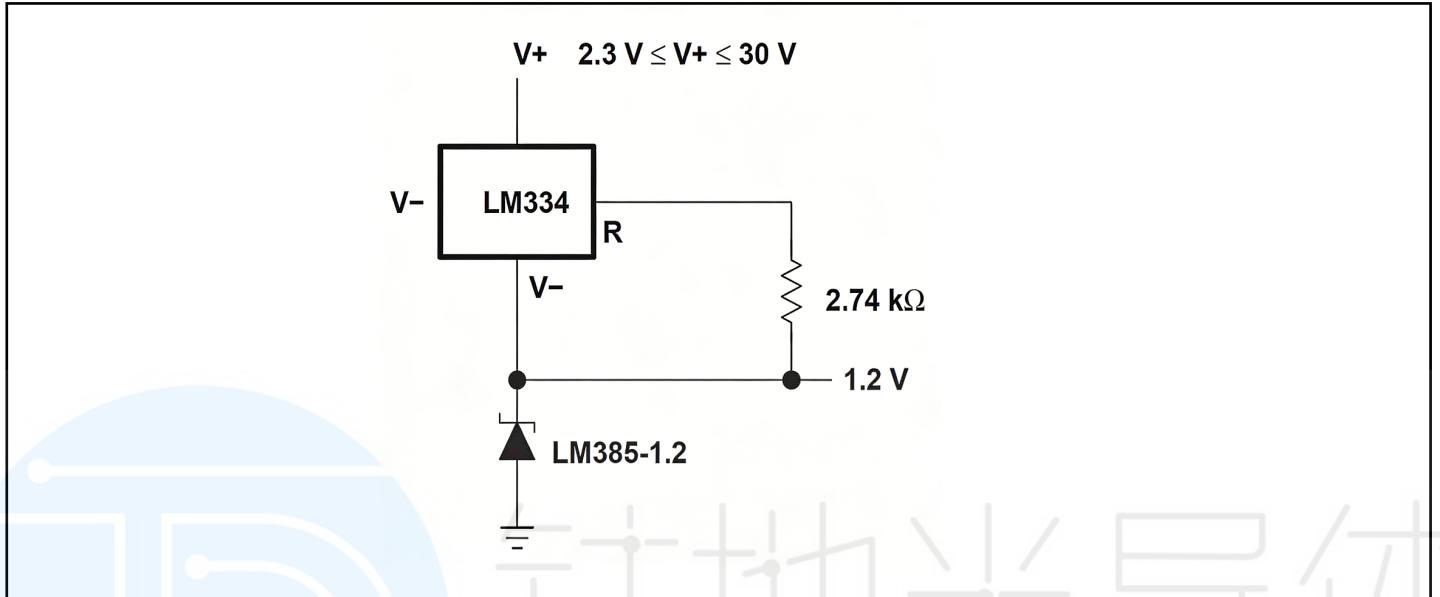 V+ 2.3 V ≤ V+ ≤ 30 V
V− LM334
R
V−
2.74 kΩ
1.2 V
LM385-1.2